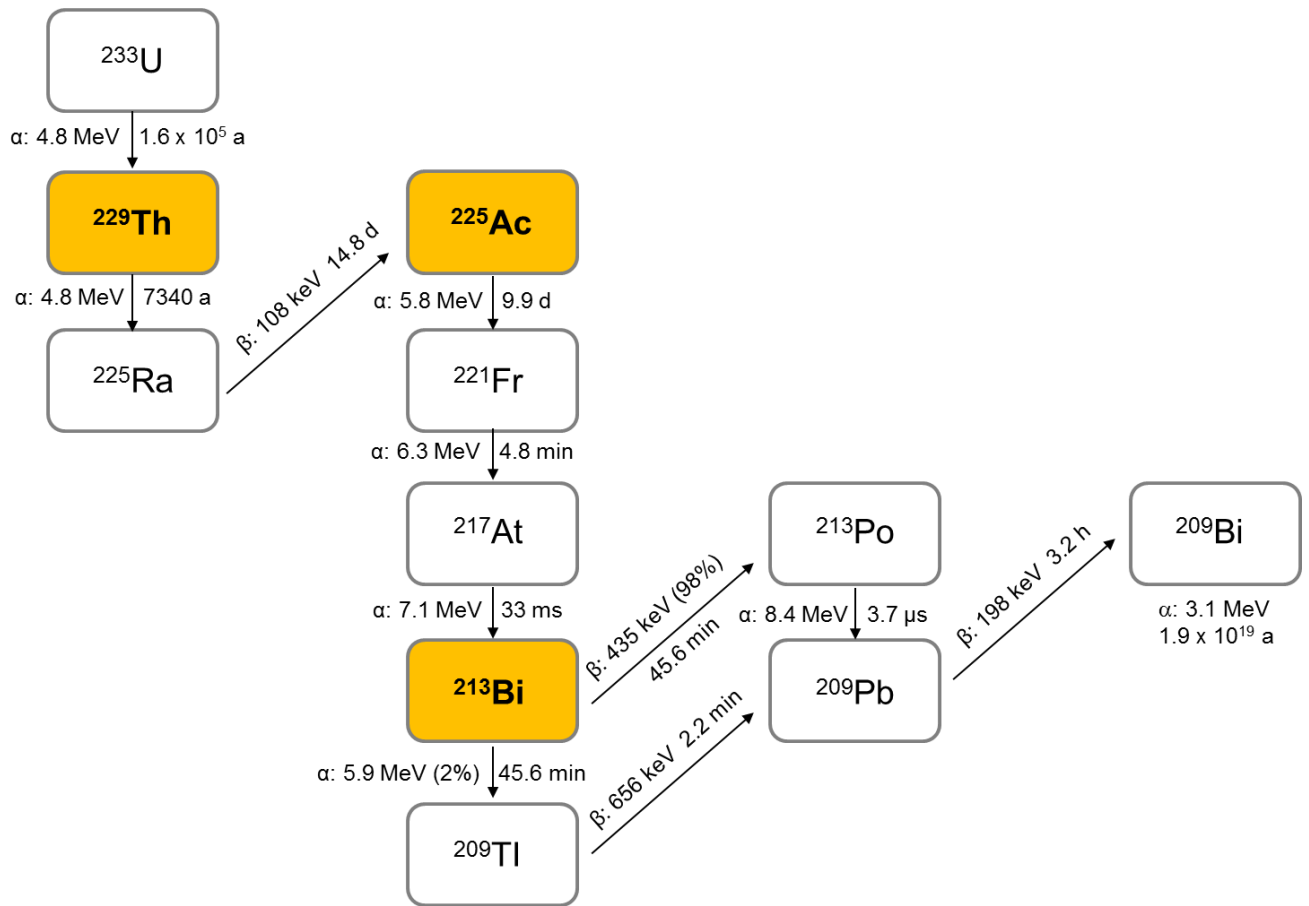 ²³³U
α: 4.8 MeV 1.6 x 10⁵ a
²²⁹Th
²²⁵Ac
α: 4.8 MeV 7340 a
β: 108 keV 14.8 d
α: 5.8 MeV 9.9 d
²²⁵Ra
²²¹Fr
α: 6.3 MeV 4.8 min
²¹⁷At
²¹³Po
²⁰⁹Bi
α: 7.1 MeV 33 ms
β: 435 keV (98%)
45.6 min
α: 8.4 MeV 3.7 µs
β: 198 keV 3.2 h
α: 3.1 MeV
1.9 x 10¹⁹ a
²¹³Bi
²⁰⁹Pb
α: 5.9 MeV (2%) 45.6 min
β: 656 keV 2.2 min
²⁰⁹Tl